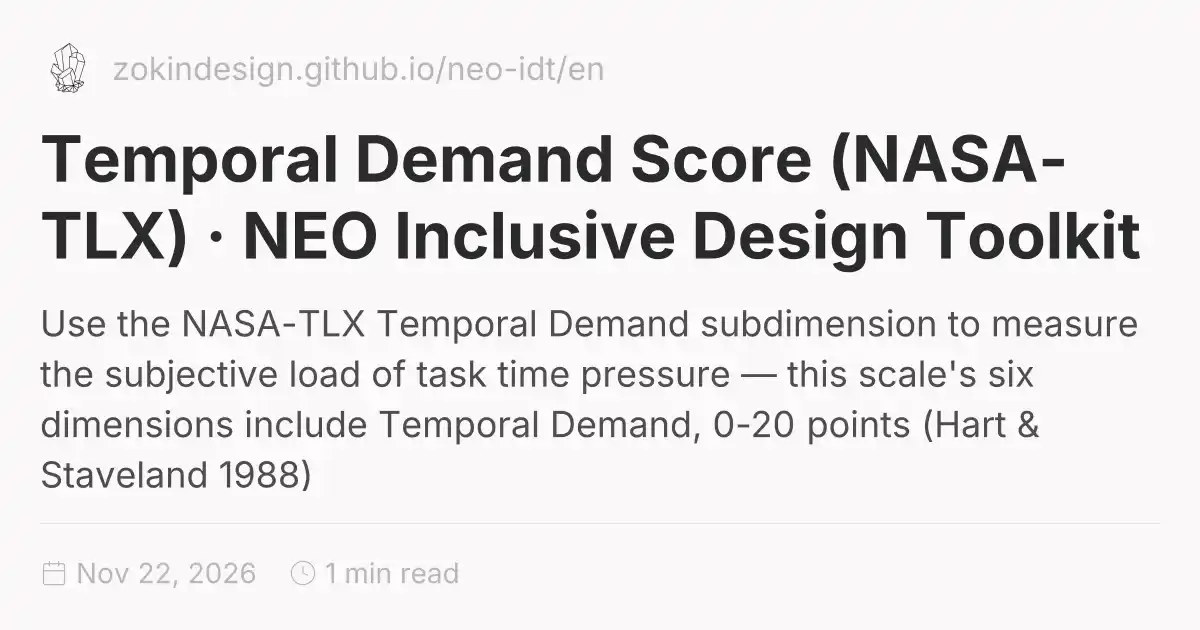 zokindesign.github.io/neo-idt/en
Temporal Demand Score (NASA-
TLX) · NEO Inclusive Design Toolkit
Use the NASA-TLX Temporal Demand subdimension to measure
the subjective load of task time pressure — this scale's six
dimensions include Temporal Demand, 0-20 points (Hart &
Staveland 1988)
Nov 22, 2026 1 min read